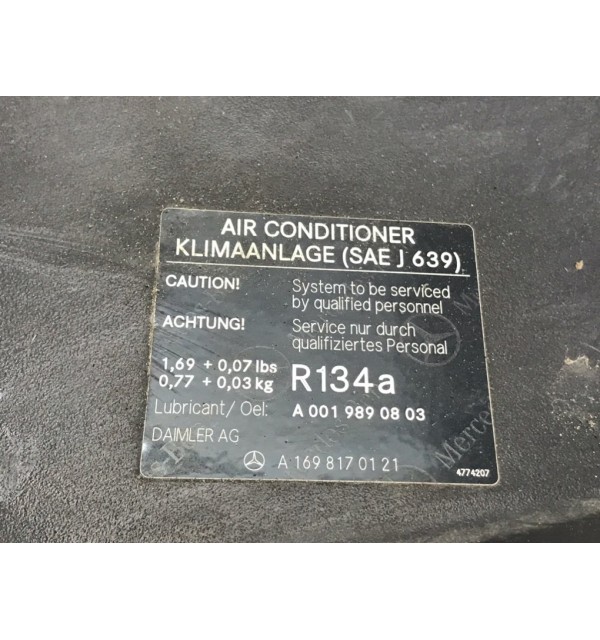 AIR CONDITIONER
KLIMAANLAGE (SAE J 639)
CAUTION! System to be serviced
by qualified personnel
ACHTUNG! Service nur durch
qualifiziertes Personal
1,69 + 0,07 lbs
0,77 + 0,03 kg R134a
Lubricant/ Oel: A 001 989 08 03
DAIMLER AG
A 169 817 01 21 4774207